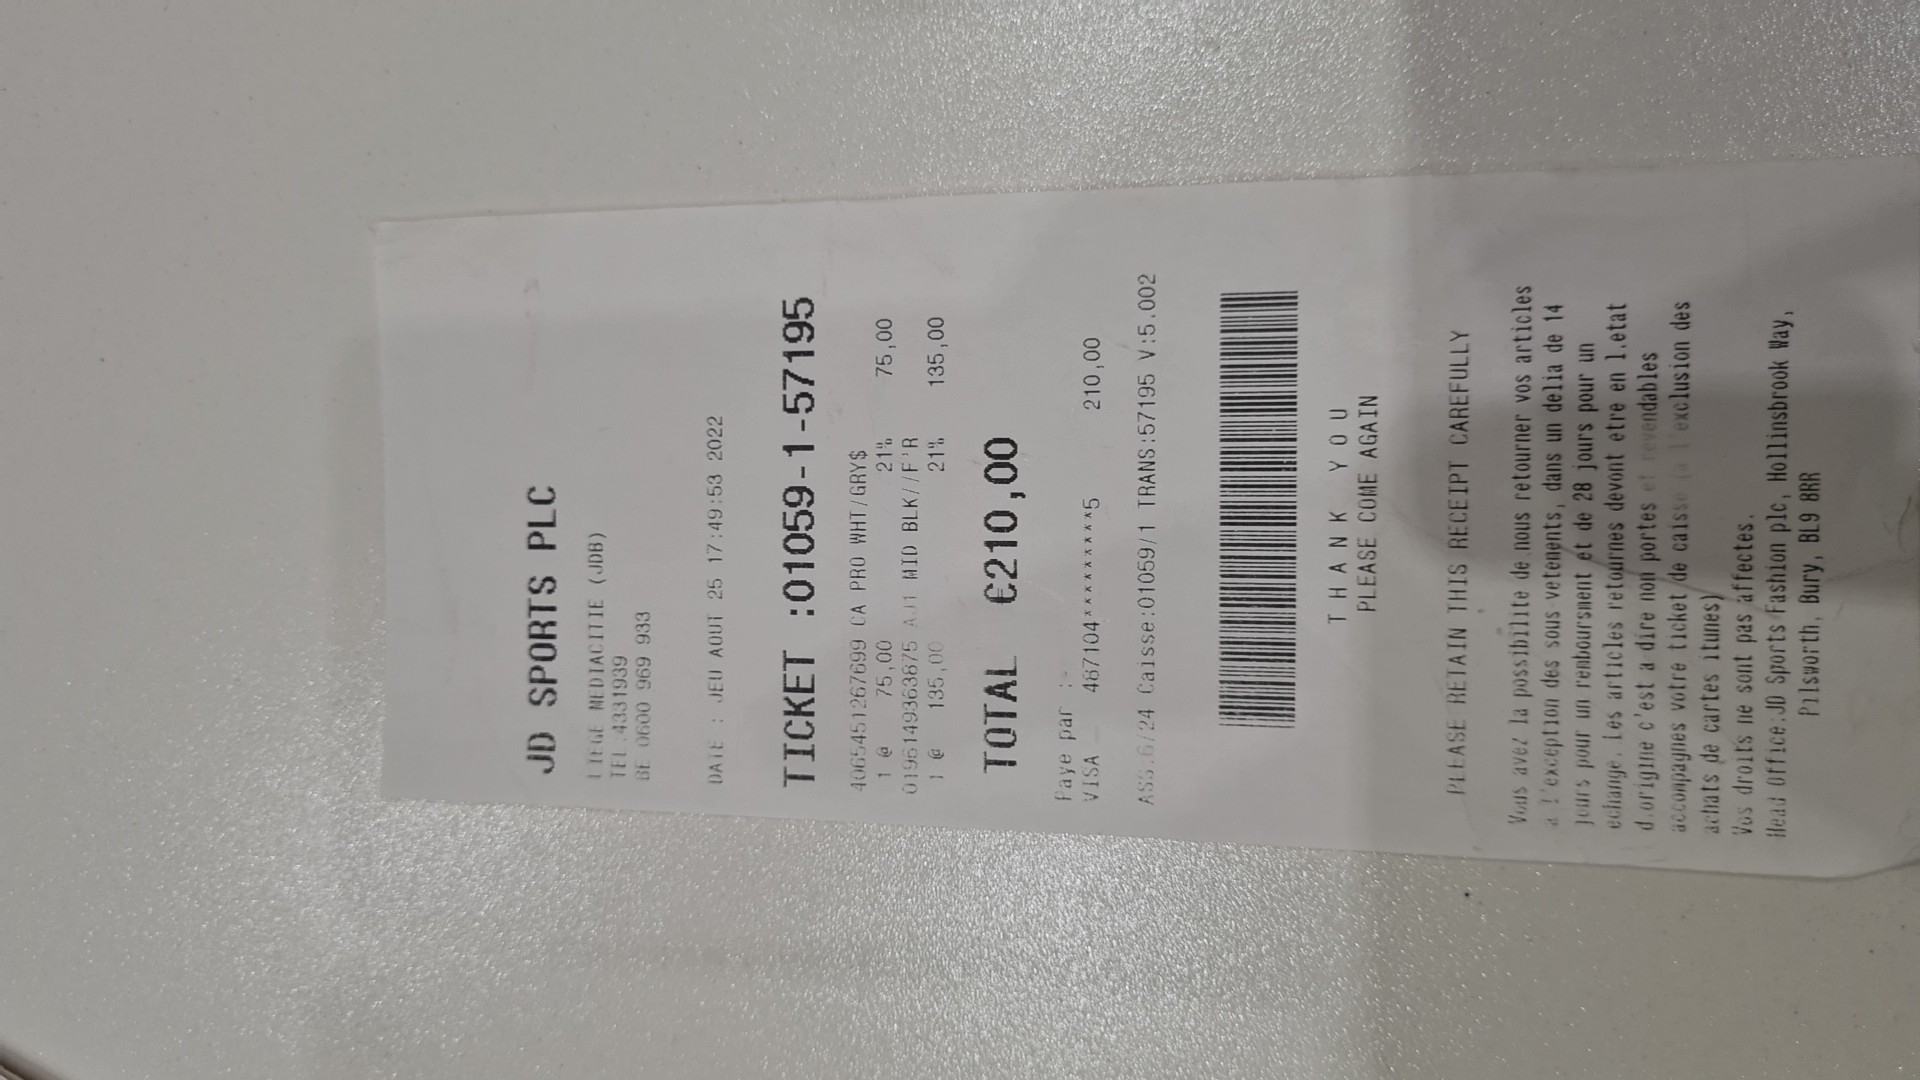 JD SPORTS PLC
LIEGE MEDIACITIE (JDB)
TEL:4331939
BE 0600 969 933
DATE : JEU AOUT 25 17:49:53 2022
TICKET :01059-1-57195
4065451267699 CA PRO WHT/GRY$
1 @ 75,00 21% 75,00
0195149363875 AJ1 MID BLK//F'R
1 @ 135,00 21% 135,00
TOTAL €210,00
Paye par :-
VISA 487104*********5 210,00
ASS:6/24 Caisse:01059/1 TRANS:57195 V:5.002
T H A N K Y O U
PLEASE COME AGAIN
PLEASE RETAIN THIS RECEIPT CAREFULLY
Vous avez la possibilite de nous retourner vos articles
a l'exception des sous-vetements, dans un delia de 14
jours pour un remboursment et de 28 jours pour un
echange. Les articles retournes devont etre en l.etat
d.origine c'est a dire non portes et revendables
accompagnes votre ticket de caisse (a l'exclusion des
achats de cartes itunes)
Vos droits ne sont pas affectes.
Head Office:JD Sports Fashion plc, Hollinsbrook Way,
Pilsworth, Bury, BL9 8RR